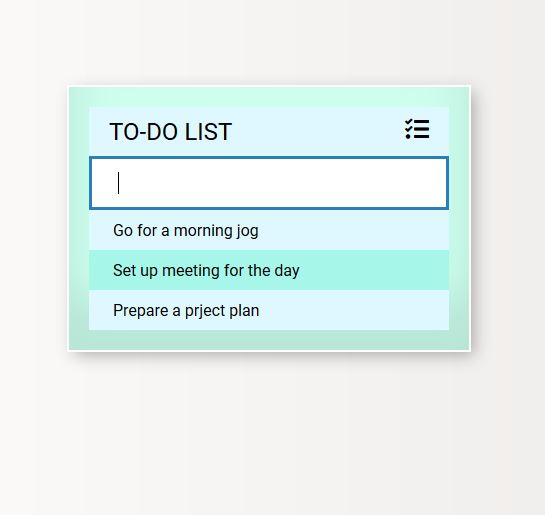 TO-DO LIST
Go for a morning jog
Set up meeting for the day
Prepare a prject plan